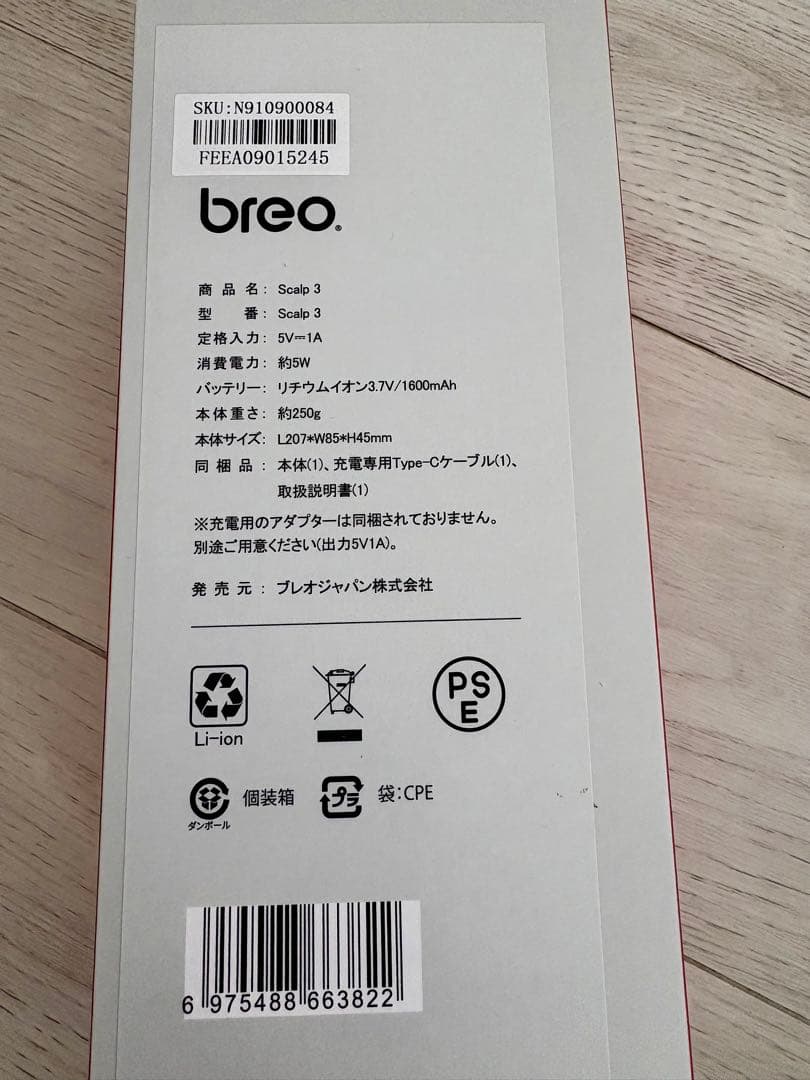 SKU:N910900084
FEEA09015245
breo®
商品名: Scalp 3
型 番: Scalp 3
定格入力: 5V⎓1A
消費電力: 約5W
バッテリー: リチウムイオン3.7V/1600mAh
本体重さ: 約250g
本体サイズ: L207*W85*H45mm
同梱品: 本体(1)、充電専用Type-Cケーブル(1)、
取扱説明書(1)
※充電用のアダプターは同梱されておりません。
別途ご用意ください(出力5V1A)。
発売元: ブレオジャパン株式会社
Li-ion
PS
E
ダンボール
個装箱
プラ
袋:CPE
6 975488 663822